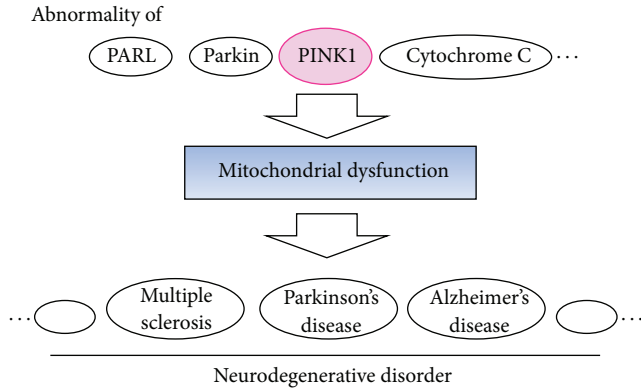 Abnormality of
PARL Parkin PINK1 Cytochrome C ...
Mitochondrial dysfunction
... Multiple sclerosis Parkinson's disease Alzheimer's disease ...
Neurodegenerative disorder